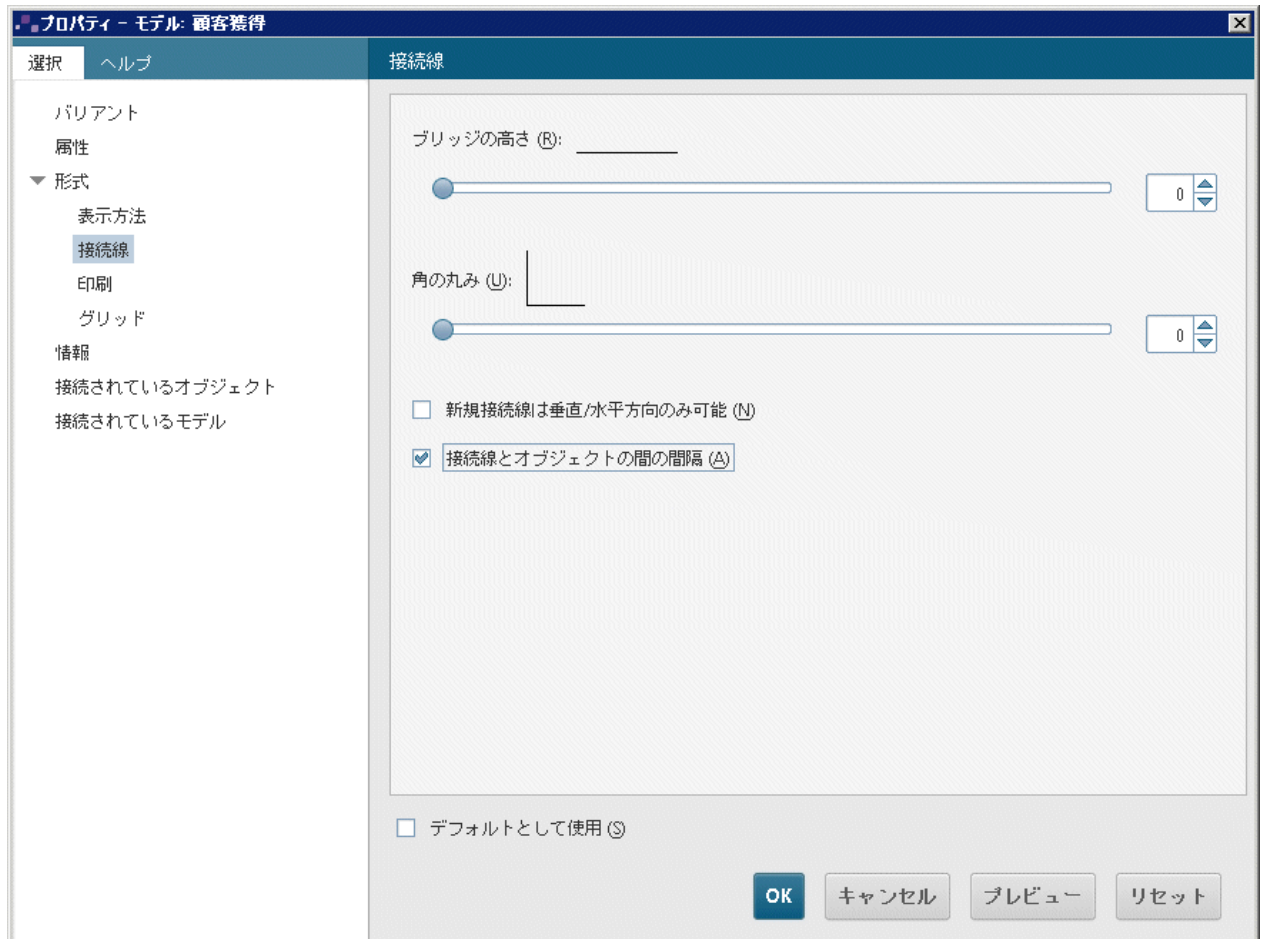 プロパティ - モデル: 顧客獲得
選択
ヘルプ
接続線
バリアント
属性
形式
表示方法
接続線
印刷
グリッド
情報
接続されているオブジェクト
接続されているモデル
ブリッジの高さ (R):
0
角の丸み (U):
0
新規接続線は垂直/水平方向のみ可能 (N)
接続線とオブジェクトの間の間隔 (A)
デフォルトとして使用 (S)
OK
キャンセル
プレビュー
リセット